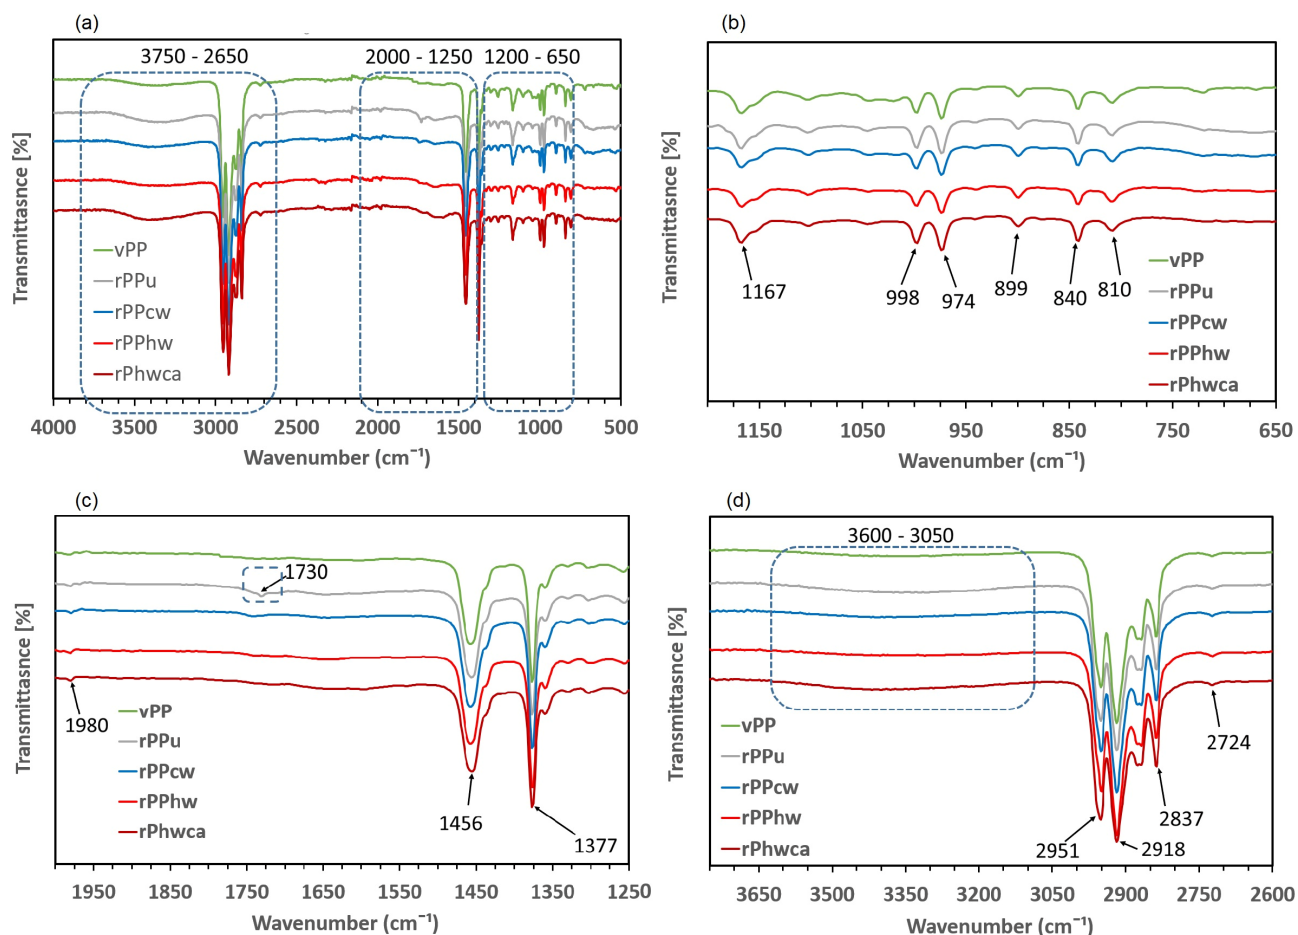 (a)
3750 - 2650
2000 - 1250
1200 - 650
Transmittasnce [%]
vPP
rPPu
rPPcw
rPPhw
rPhwca
4000 3500 3000 2500 2000 1500 1000 500
Wavenumber (cm⁻¹)
(b)
Transmittasnce [%]
1167
998
974
899
840
810
vPP
rPPu
rPPcw
rPPhw
rPhwca
1150 1050 950 850 750 650
Wavenumber (cm⁻¹)
(c)
Transmittasnce [%]
1730
1980
vPP
rPPu
rPPcw
rPPhw
rPhwca
1456
1377
1950 1850 1750 1650 1550 1450 1350 1250
Wavenumber (cm⁻¹)
(d)
3600 - 3050
Transmittasnce [%]
vPP
rPPu
rPPcw
rPPhw
rPhwca
2724
2837
2951
2918
3650 3500 3350 3200 3050 2900 2750 2600
Wavenumber (cm⁻¹)